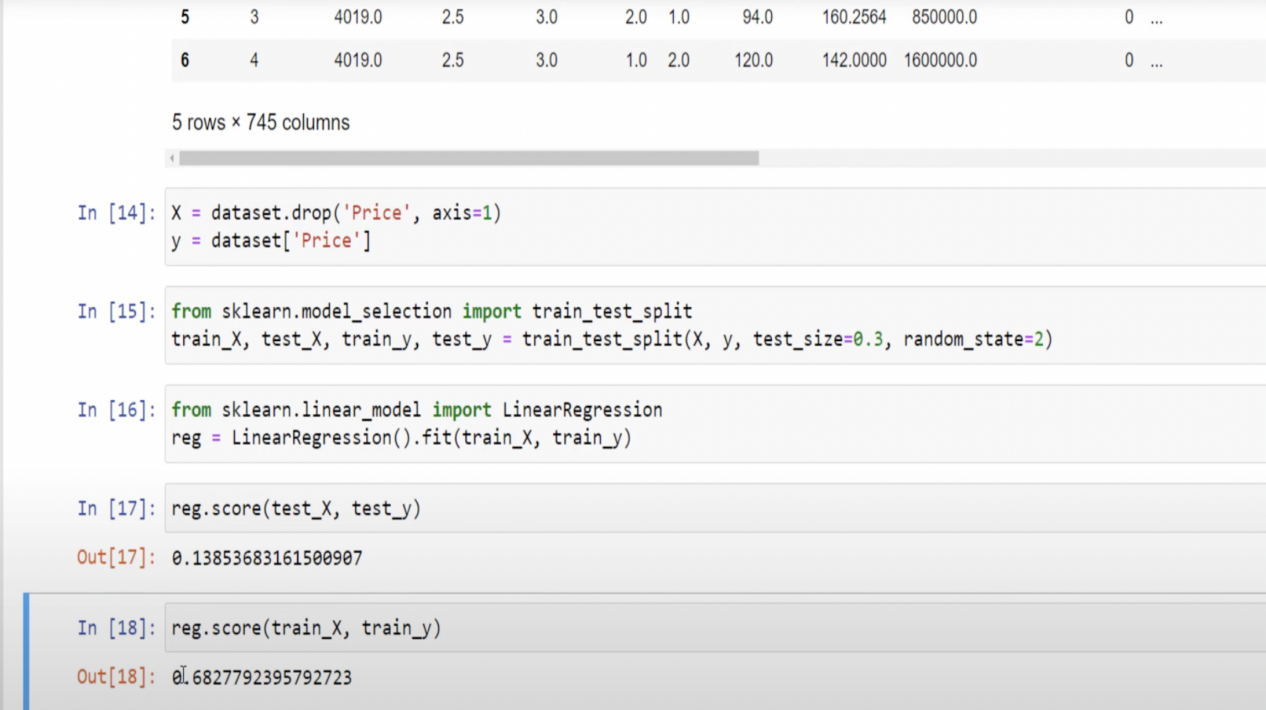 5 3 4019.0 2.5 3.0 2.0 1.0 94.0 160.2564 850000.0 0 ...
6 4 4019.0 2.5 3.0 1.0 2.0 120.0 142.0000 1600000.0 0 ...
5 rows × 745 columns
In [14]: X = dataset.drop('Price', axis=1)
y = dataset['Price']
In [15]: from sklearn.model_selection import train_test_split
train_X, test_X, train_y, test_y = train_test_split(X, y, test_size=0.3, random_state=2)
In [16]: from sklearn.linear_model import LinearRegression
reg = LinearRegression().fit(train_X, train_y)
In [17]: reg.score(test_X, test_y)
Out[17]: 0.13853683161500907
In [18]: reg.score(train_X, train_y)
Out[18]: 0.6827792395792723